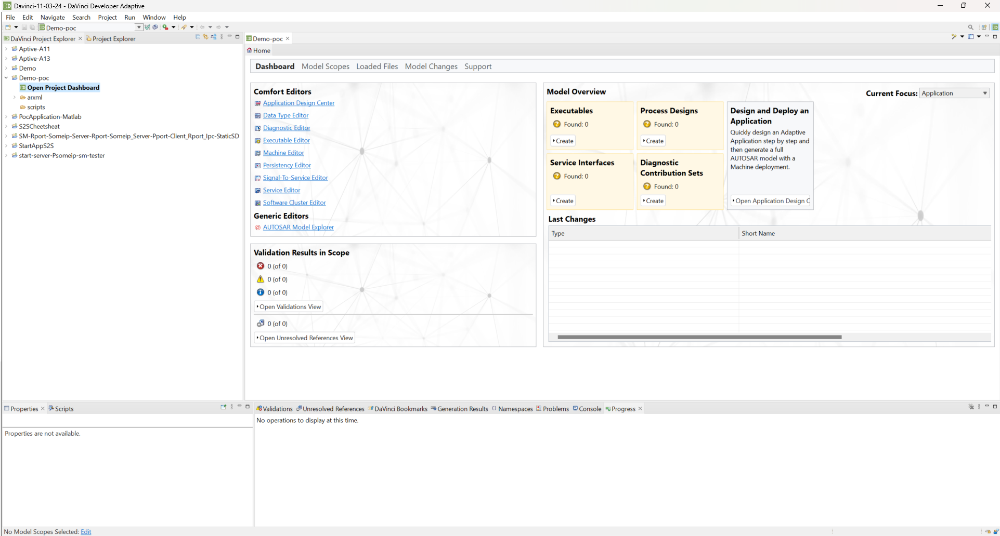 Davinci-11-03-24 - DaVinci Developer Adaptive
File Edit Navigate Search Project Run Window Help
Demo-poc
DaVinci Project Explorer Project Explorer
Aptive-A11
Aptive-A13
Demo
Demo-poc
Open Project Dashboard
arxml
scripts
PocApplication-Matlab
S2SCheetsheat
SM-Rport-Someip-Server-Rport-Someip_Server-Pport-Client_Rport_Ipc-StaticSD
StartAppS2S
start-server-Psomeip-sm-tester
Demo-poc
Home
Dashboard Model Scopes Loaded Files Model Changes Support
Comfort Editors
Application Design Center
Data Type Editor
Diagnostic Editor
Executable Editor
Machine Editor
Persistency Editor
Signal-To-Service Editor
Service Editor
Software Cluster Editor
Generic Editors
AUTOSAR Model Explorer
Validation Results in Scope
0 (of 0)
0 (of 0)
0 (of 0)
Open Validations View
0 (of 0)
Open Unresolved References View
Model Overview
Current Focus: Application
Executables
Found: 0
Create
Process Designs
Found: 0
Create
Service Interfaces
Found: 0
Create
Diagnostic
Contribution Sets
Found: 0
Create
Design and Deploy an
Application
Quickly design an Adaptive
Application step by step and
then generate a full
AUTOSAR model with a
Machine deployment.
Open Application Design C
Last Changes
Type Short Name
Properties Scripts
Properties are not available.
Validations Unresolved References DaVinci Bookmarks Generation Results Namespaces Problems Console Progress
No operations to display at this time.
No Model Scopes Selected: Edit